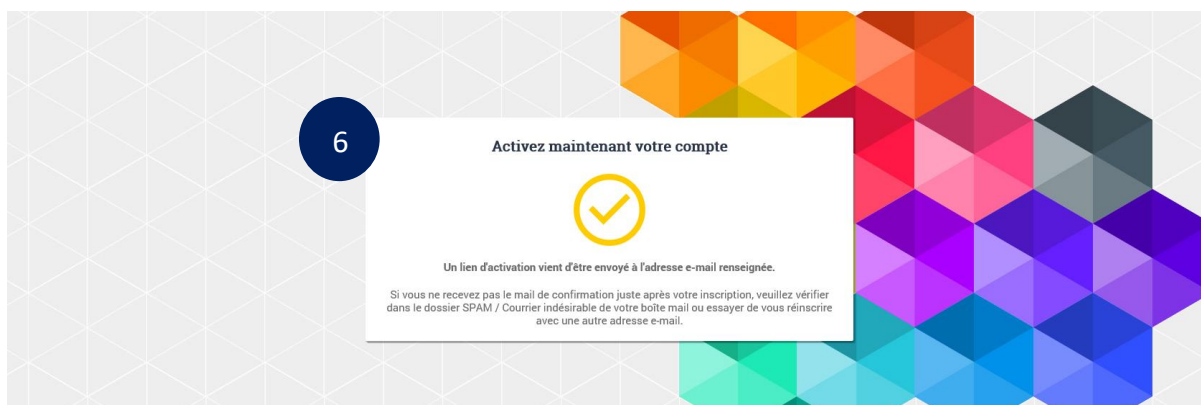 6
Activez maintenant votre compte
Un lien d'activation vient d'être envoyé à l'adresse e-mail renseignée.
Si vous ne recevez pas le mail de confirmation juste après votre inscription, veuillez vérifier
dans le dossier SPAM / Courrier indésirable de votre boîte mail ou essayer de vous réinscrire
avec une autre adresse e-mail.